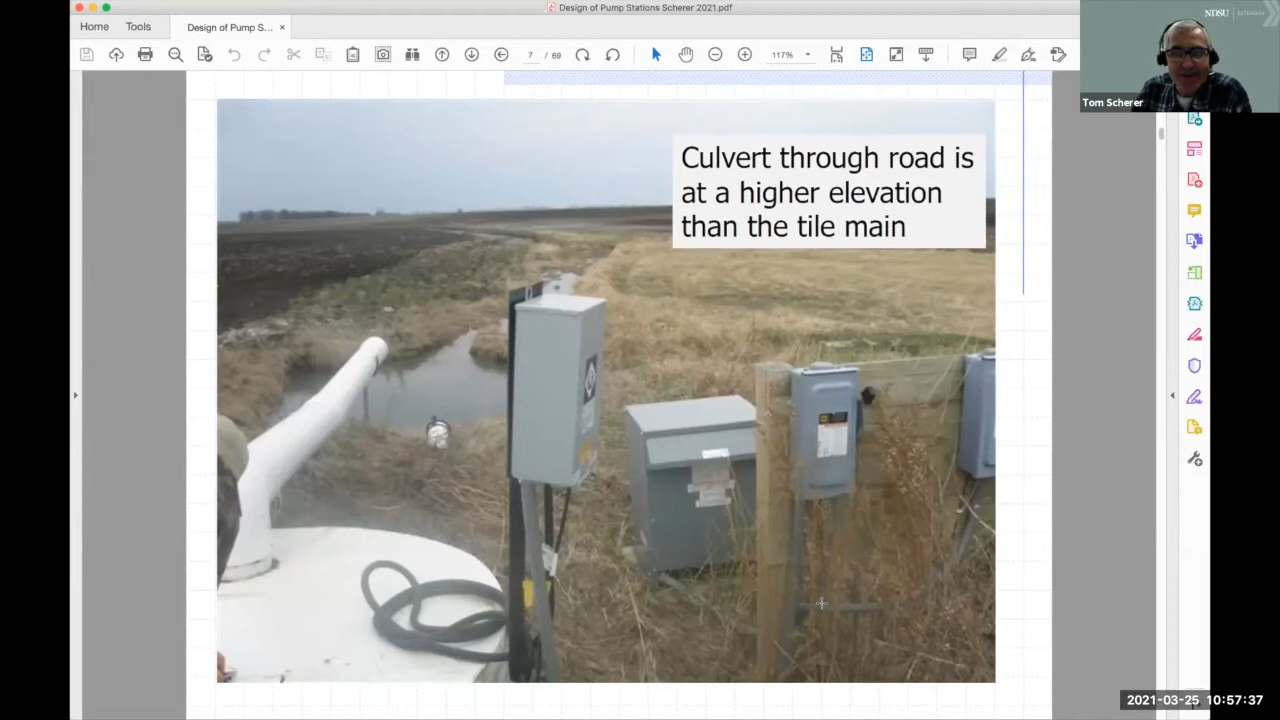 Design of Pump Stations Scherer 2021.pdf
NDSU EXTENSION
Home Tools Design of Pump S... ×
7 / 69 117%
Tom Scherer
Culvert through road is
at a higher elevation
than the tile main
2021-03-25 10:57:37